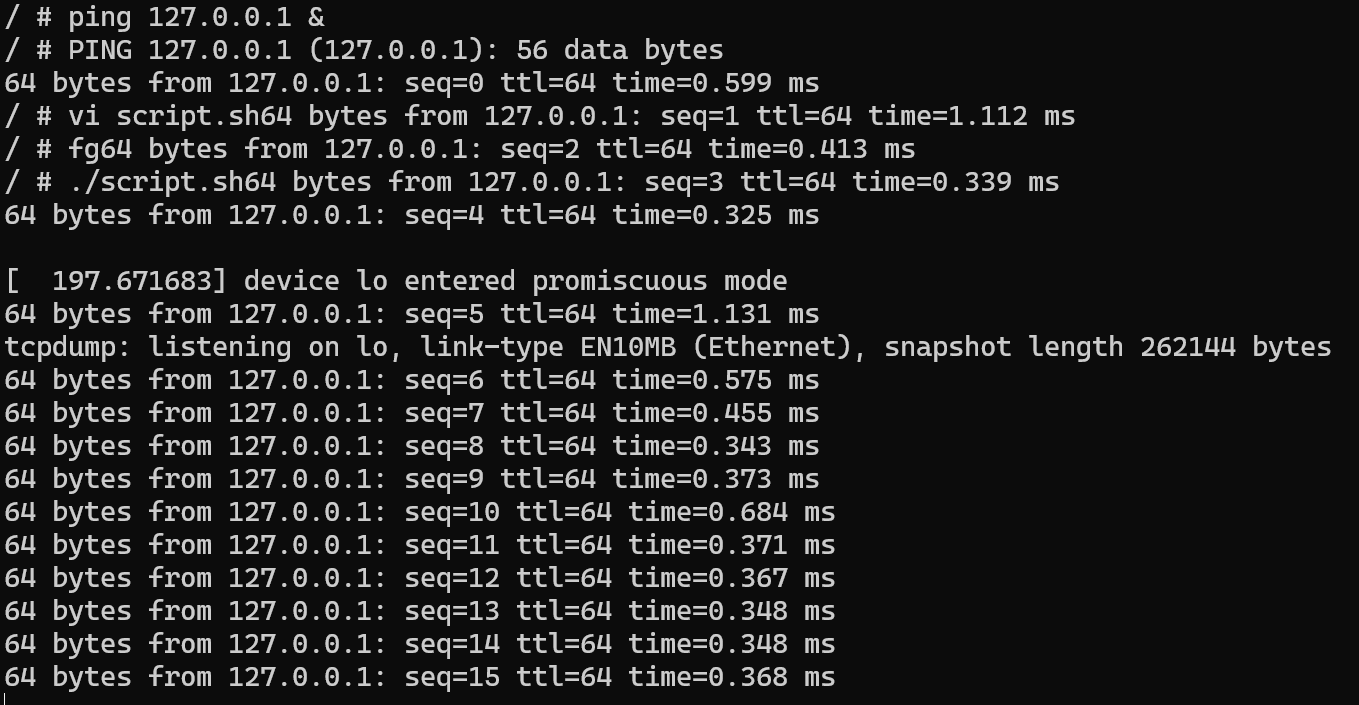 / # ping 127.0.0.1 &
/ # PING 127.0.0.1 (127.0.0.1): 56 data bytes
64 bytes from 127.0.0.1: seq=0 ttl=64 time=0.599 ms
/ # vi script.sh64 bytes from 127.0.0.1: seq=1 ttl=64 time=1.112 ms
/ # fg64 bytes from 127.0.0.1: seq=2 ttl=64 time=0.413 ms
/ # ./script.sh64 bytes from 127.0.0.1: seq=3 ttl=64 time=0.339 ms
64 bytes from 127.0.0.1: seq=4 ttl=64 time=0.325 ms
[  197.671683] device lo entered promiscuous mode
64 bytes from 127.0.0.1: seq=5 ttl=64 time=1.131 ms
tcpdump: listening on lo, link-type EN10MB (Ethernet), snapshot length 262144 bytes
64 bytes from 127.0.0.1: seq=6 ttl=64 time=0.575 ms
64 bytes from 127.0.0.1: seq=7 ttl=64 time=0.455 ms
64 bytes from 127.0.0.1: seq=8 ttl=64 time=0.343 ms
64 bytes from 127.0.0.1: seq=9 ttl=64 time=0.373 ms
64 bytes from 127.0.0.1: seq=10 ttl=64 time=0.684 ms
64 bytes from 127.0.0.1: seq=11 ttl=64 time=0.371 ms
64 bytes from 127.0.0.1: seq=12 ttl=64 time=0.367 ms
64 bytes from 127.0.0.1: seq=13 ttl=64 time=0.348 ms
64 bytes from 127.0.0.1: seq=14 ttl=64 time=0.348 ms
64 bytes from 127.0.0.1: seq=15 ttl=64 time=0.368 ms